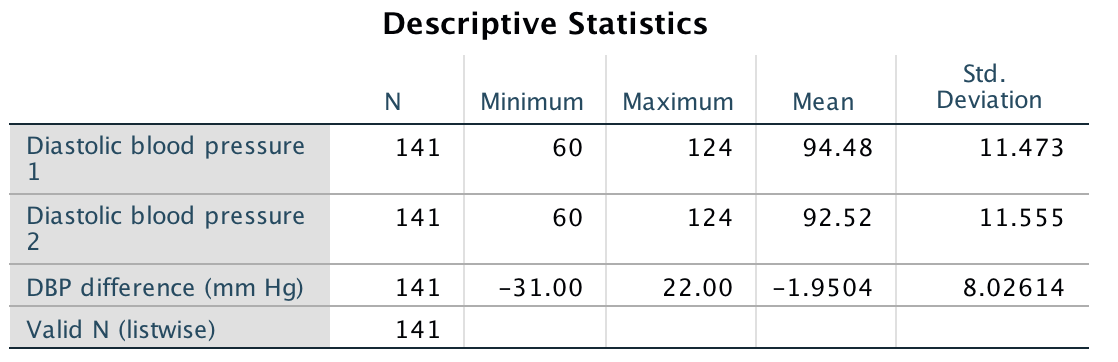 Descriptive Statistics
N Minimum Maximum Mean Std. Deviation
Diastolic blood pressure 1 141 60 124 94.48 11.473
Diastolic blood pressure 2 141 60 124 92.52 11.555
DBP difference (mm Hg) 141 −31.00 22.00 −1.9504 8.02614
Valid N (listwise) 141